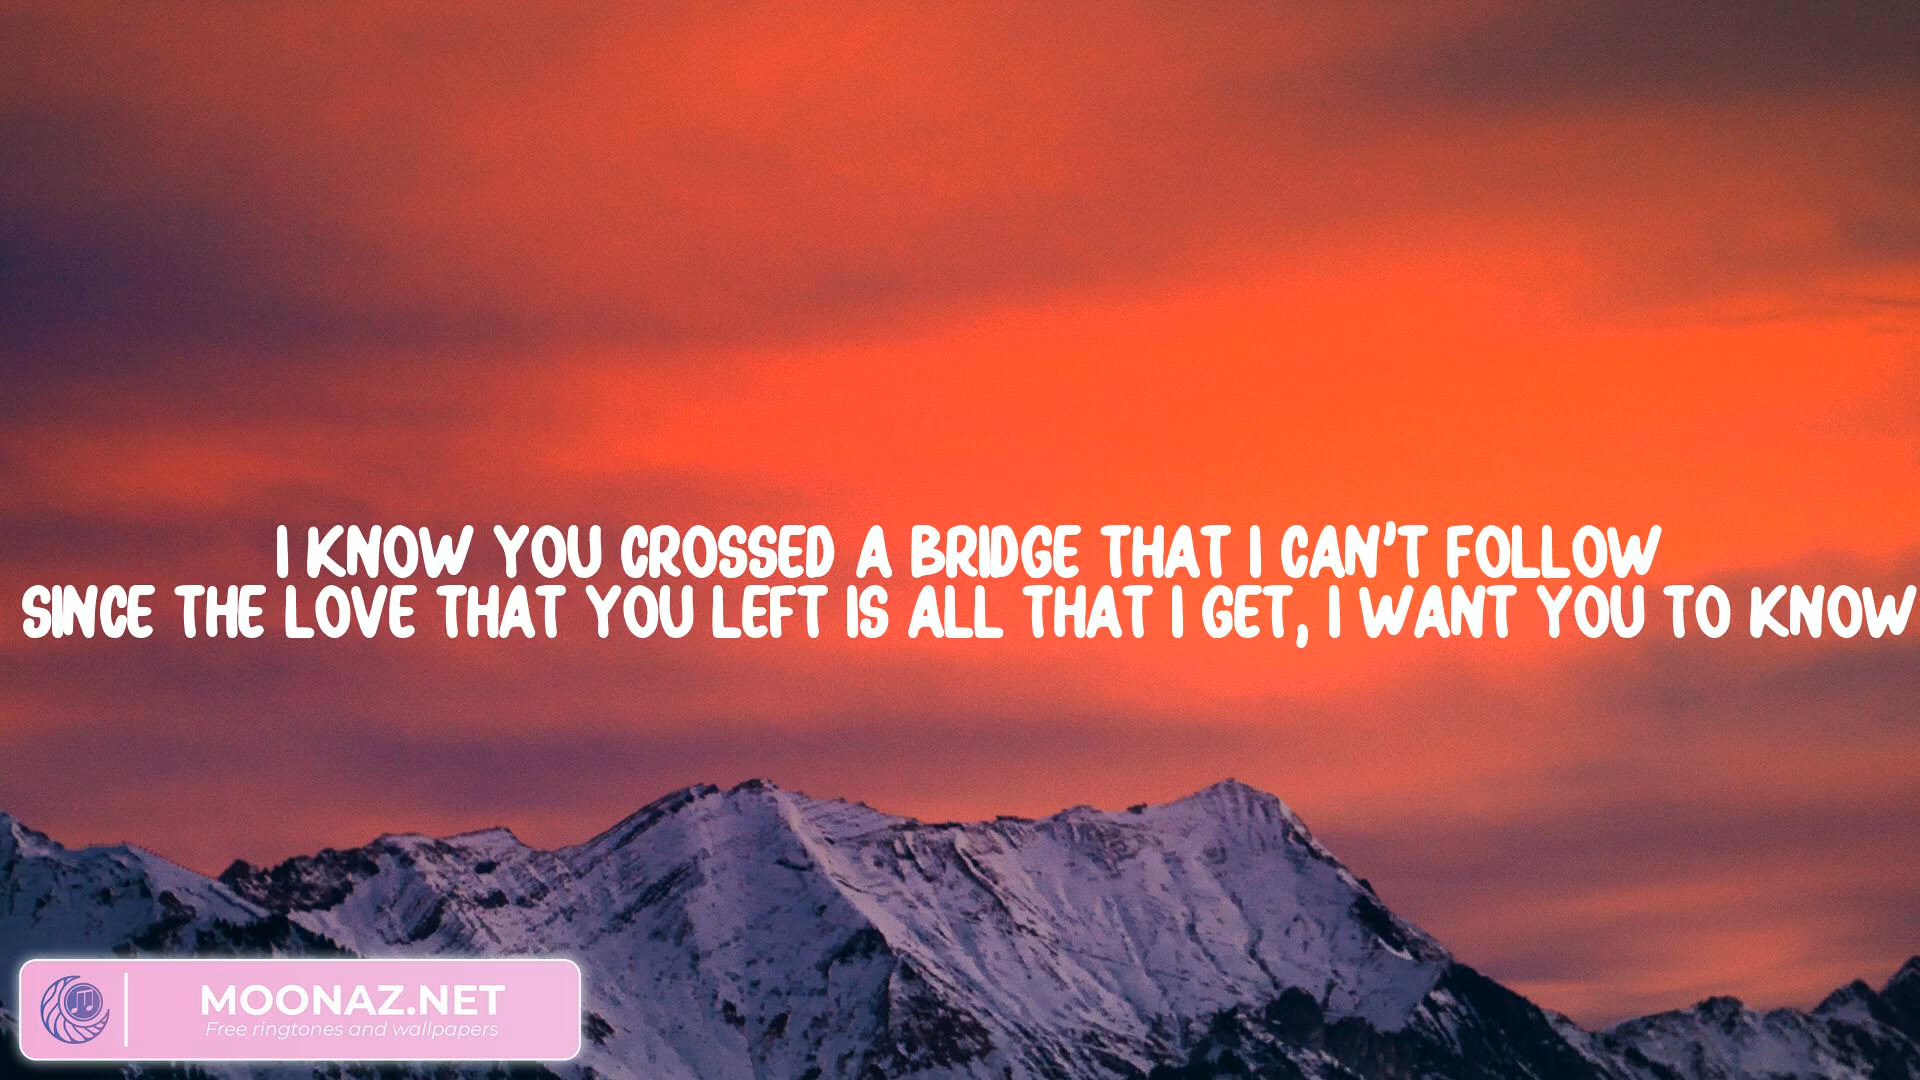 I KNOW YOU CROSSED A BRIDGE THAT I CAN'T FOLLOW
SINCE THE LOVE THAT YOU LEFT IS ALL THAT I GET, I WANT YOU TO KNOW
MOONAZ.NET
Free ringtones and wallpapers